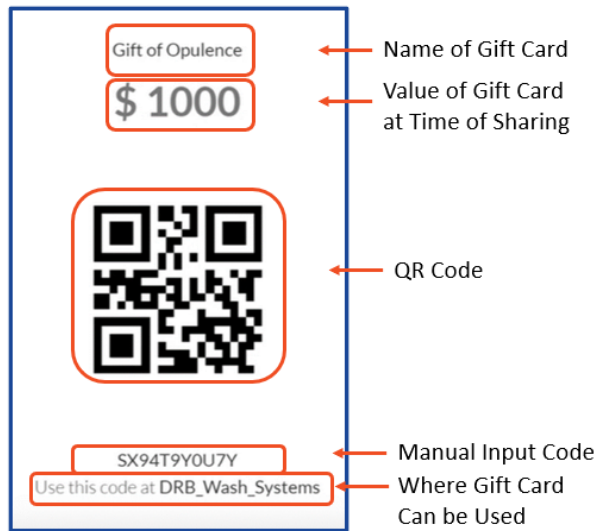 Gift of Opulence
Name of Gift Card
$ 1000
Value of Gift Card
at Time of Sharing
QR Code
SX94T9Y0U7Y
Manual Input Code
Use this code at DRB_Wash_Systems
Where Gift Card
Can be Used